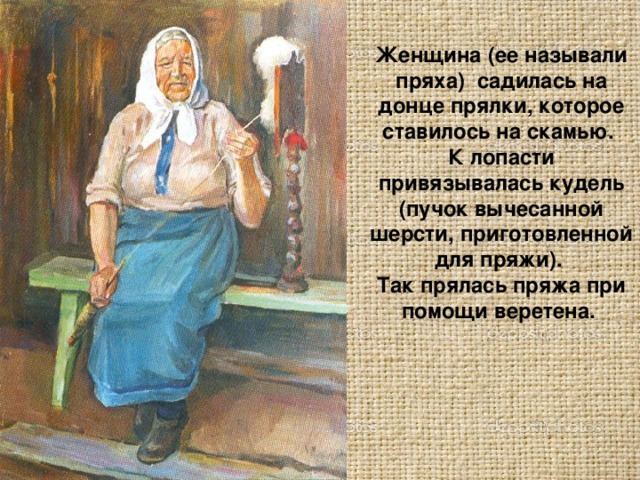 Женщина (ее называли
пряха) садилась на
донце прялки, которое
ставилось на скамью.
К лопасти
привязывалась кудель
(пучок вычесанной
шерсти, приготовленной
для пряжи).
Так прялась пряжа при
помощи веретена.